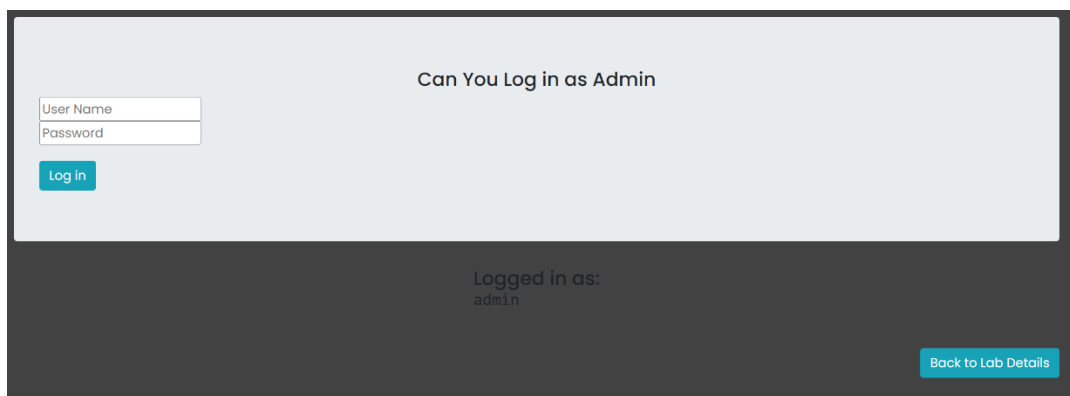 Can You Log in as Admin
User Name
Password
Log in
Logged in as:
admin
Back to Lab Details